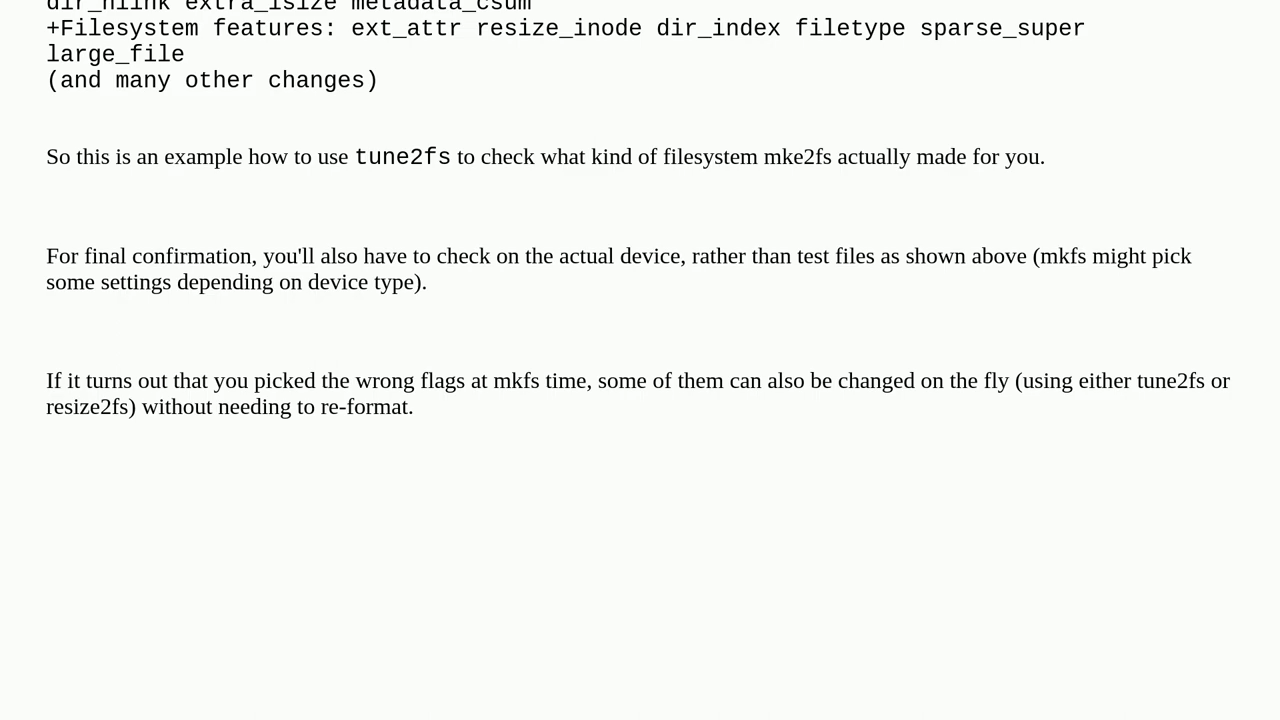 dir_nlink extra_isize metadata_csum
+Filesystem features: ext_attr resize_inode dir_index filetype sparse_super
large_file
(and many other changes)
So this is an example how to use tune2fs to check what kind of filesystem mke2fs actually made for you.
For final confirmation, you'll also have to check on the actual device, rather than test files as shown above (mkfs might pick
some settings depending on device type).
If it turns out that you picked the wrong flags at mkfs time, some of them can also be changed on the fly (using either tune2fs or
resize2fs) without needing to re-format.